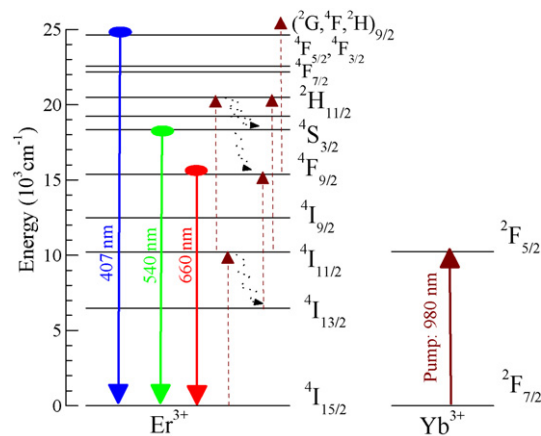 25
20
15
10
5
0
Energy (10³cm⁻¹)
407 nm
540 nm
660 nm
(²G,⁴F,²H)₉/₂
⁴F₅/₂,⁴F₃/₂
⁴F₇/₂
²H₁₁/₂
⁴S₃/₂
⁴F₉/₂
⁴I₉/₂
⁴I₁₁/₂
⁴I₁₃/₂
⁴I₁₅/₂
Er³⁺
²F₅/₂
Pump: 980 nm
²F₇/₂
Yb³⁺